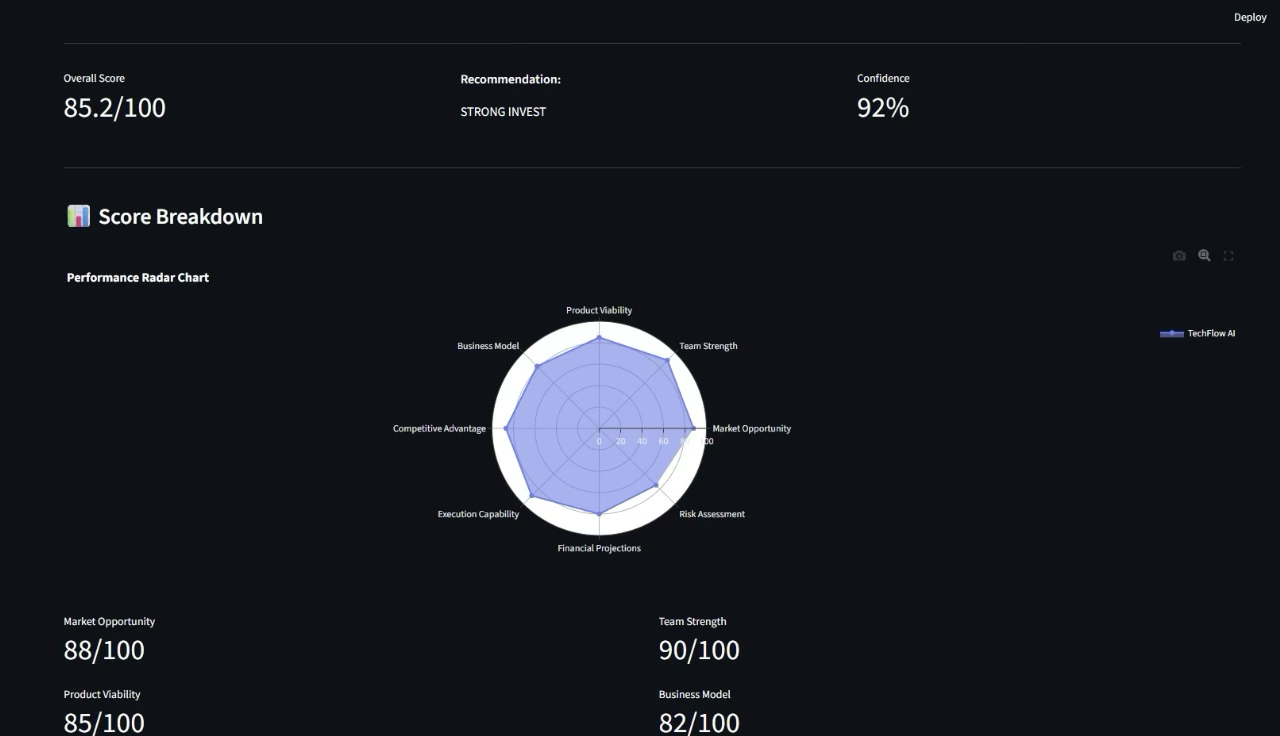 Deploy
Overall Score
85.2/100
Recommendation:
STRONG INVEST
Confidence
92%
Score Breakdown
Performance Radar Chart
TechFlow AI
Product Viability
Business Model
Team Strength
Competitive Advantage
Market Opportunity
0 20 40 60 80 100
Execution Capability
Risk Assessment
Financial Projections
Market Opportunity
88/100
Team Strength
90/100
Product Viability
85/100
Business Model
82/100